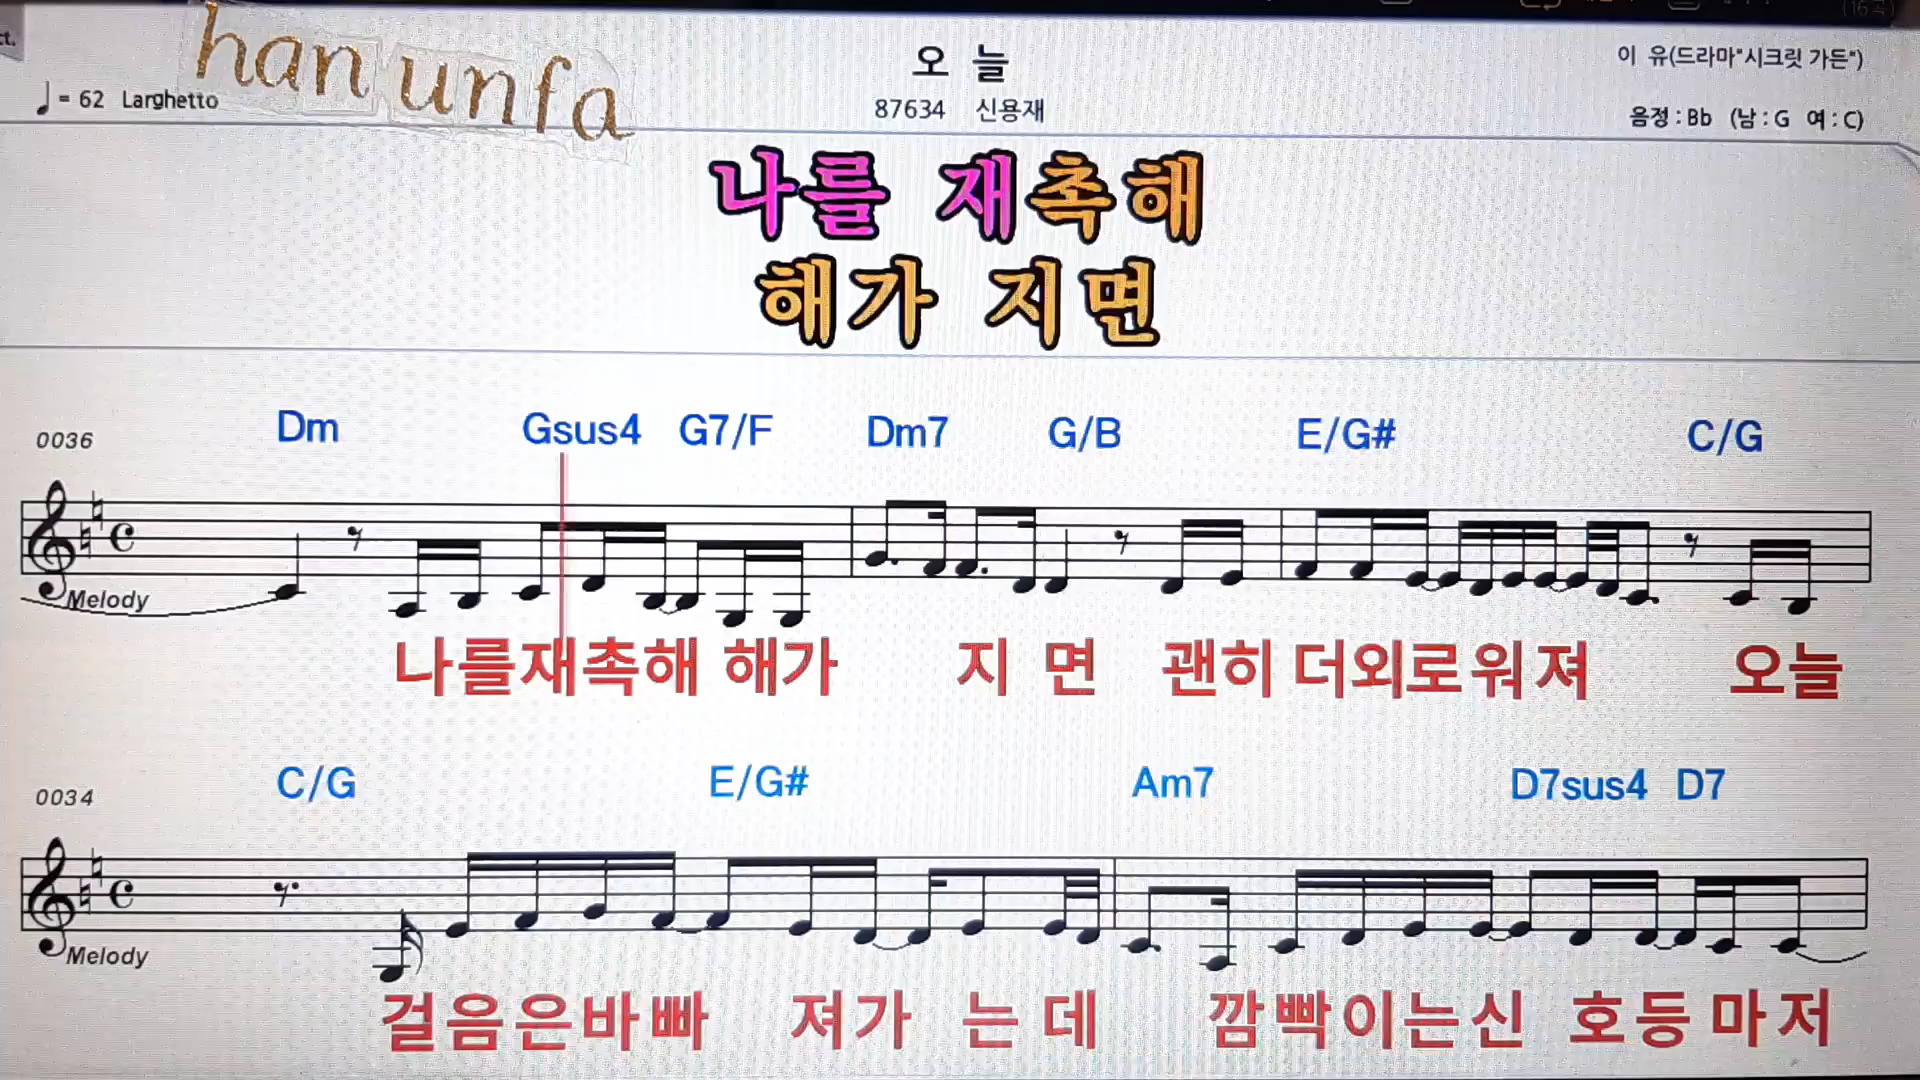 han unfa
오 늘
이 유(드라마"시크릿 가든")
= 62 Larghetto
87634 신용재
음정 : Bb (남 : G 여 : C)
나를 재촉해
해가 지면
Dm Gsus4 G7/F Dm7 G/B E/G# C/G
0036
Melody
나를재촉해 해가 지 면 괜히 더외로워져 오늘
C/G E/G# Am7 D7sus4 D7
0034
Melody
걸음은바빠 져가 는 데 깜빡이는신 호등 마저